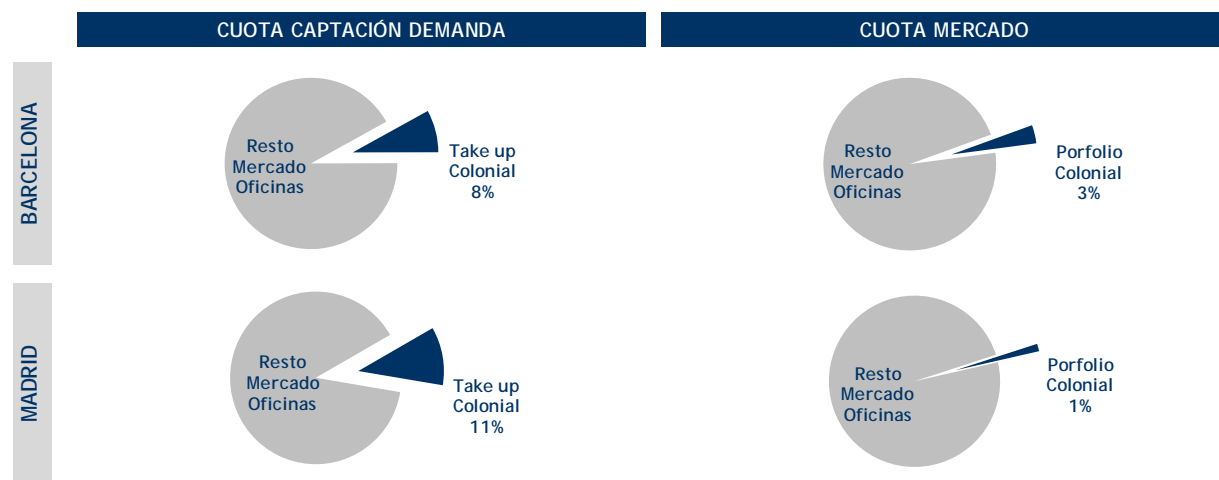 CUOTA CAPTACIÓN DEMANDA
CUOTA MERCADO
BARCELONA
Resto
Mercado
Oficinas
Take up
Colonial
8%
Resto
Mercado
Oficinas
Porfolio
Colonial
3%
MADRID
Resto
Mercado
Oficinas
Take up
Colonial
11%
Resto
Mercado
Oficinas
Porfolio
Colonial
1%